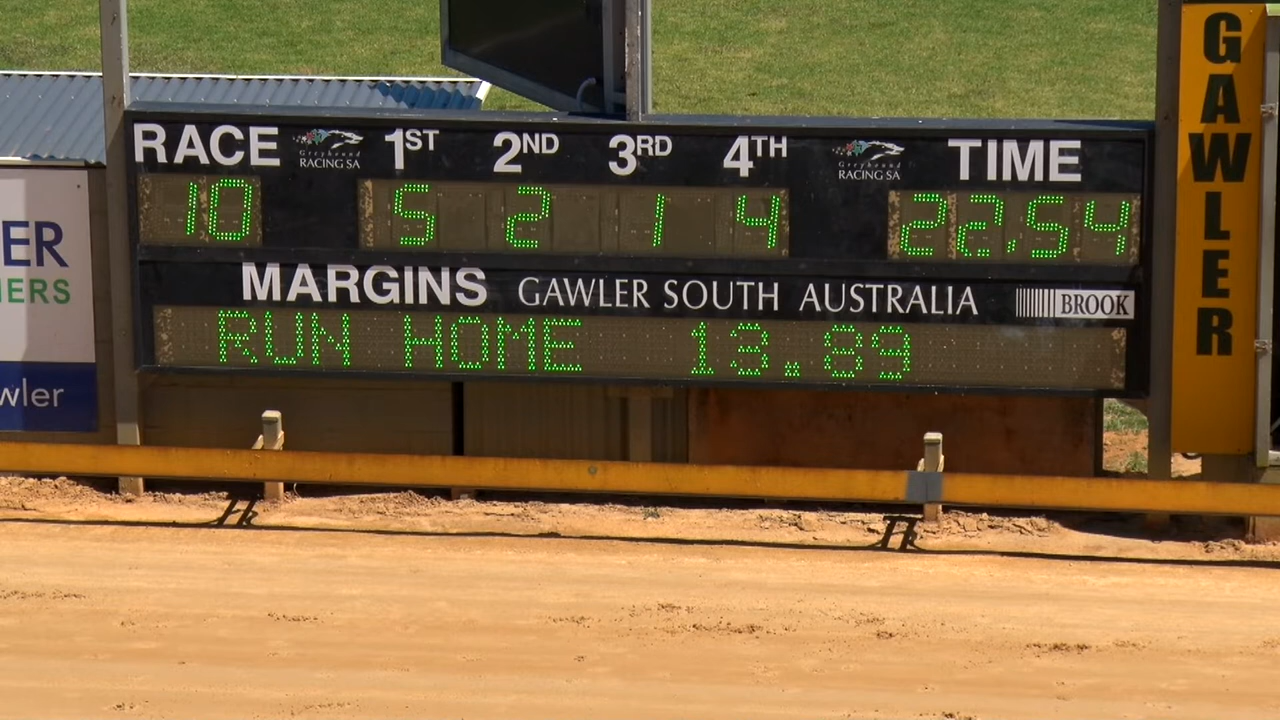 RACE Greyhound RACING SA 1ST 2ND 3RD 4TH Greyhound RACING SA TIME
10 5 2 1 4 22.54
MARGINS GAWLER SOUTH AUSTRALIA BROOK
RUN HOME 13.89
GAWLER
ER
IERS
wler